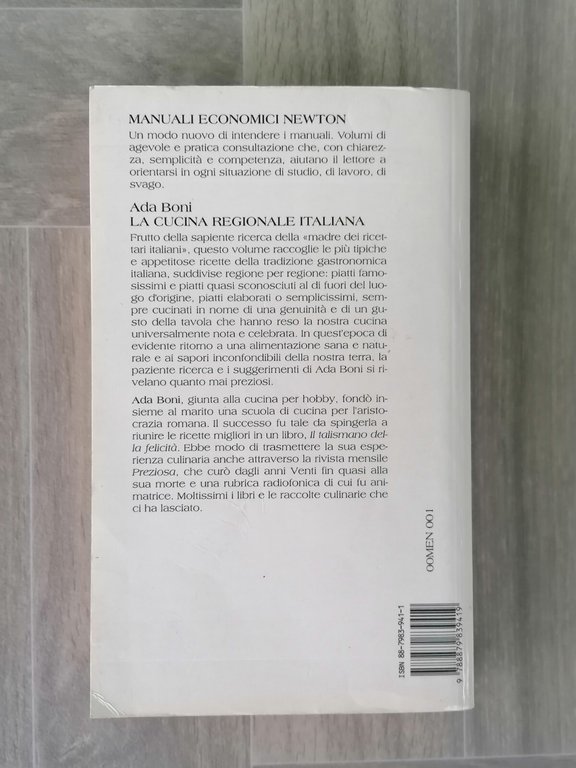 MANUALI ECONOMICI NEWTON
Un modo nuovo di intendere i manuali. Volumi di
agevole e pratica consultazione che, con chiarez-
za, semplicità e competenza, aiutano il lettore a
orientarsi in ogni situazione di studio, di lavoro, di
svago.
Ada Boni
LA CUCINA REGIONALE ITALIANA
Frutto della sapiente ricerca della «madre dei ricet-
tari italiani», questo volume raccoglie le più tipiche
e appetitose ricette della tradizione gastronomica
italiana, suddivise regione per regione: piatti famo-
sissimi e piatti quasi sconosciuti al di fuori del luo-
go d'origine, piatti elaborati o semplicissimi, sem-
pre cucinati in nome di una genuinità e di un gu-
sto della tavola che hanno reso la nostra cucina
universalmente nota e celebrata. In quest'epoca di
evidente ritorno a una alimentazione sana e natu-
rale e ai sapori inconfondibili della nostra terra, la
paziente ricerca e i suggerimenti di Ada Boni si ri-
velano quanto mai preziosi.
Ada Boni, giunta alla cucina per hobby, fondò in-
sieme al marito una scuola di cucina per l'aristo-
crazia romana. Il successo fu tale da spingerla a
riunire le ricette migliori in un libro, Il talismano del-
la felicità. Ebbe modo di trasmettere la sua espe-
rienza culinaria anche attraverso la rivista mensile
Preziosa, che curò dagli anni Venti fin quasi alla
sua morte e una rubrica radiofonica di cui fu ani-
matrice. Moltissimi i libri e le raccolte culinarie che
ci ha lasciato.
OOMEN 001
ISBN 88-7983-941-1
9 788879 839419